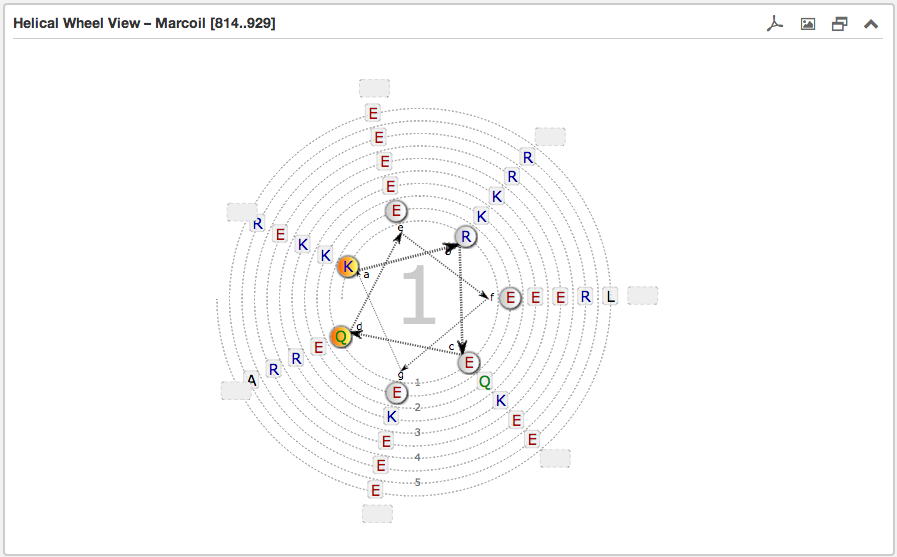 Helical Wheel View – Marcoil [814..929]
E
E
E
E
E
e
R
R
K
K
R
b
R E K K K a
1
f E E E R L
d
Q E R R A
c
E
Q
K
E
E
g
E
K
E
E
E
1
2
3
4
5